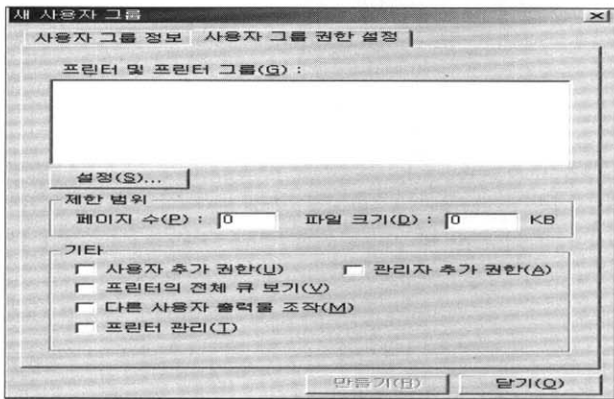 새 사용자 그룹
사용자 그룹 정보 사용자 그룹 권한 설정
프린터 및 프린터 그룹(G) :
설정(S)...
제한 범위
페이지 수(P) : 0 파일 크기(D) : 0 KB
기타
사용자 추가 권한(U) 관리자 추가 권한(A)
프린터의 전체 큐 보기(V)
다른 사용자 출력물 조작(M)
프린터 관리(T)
만들기(B) 닫기(O)